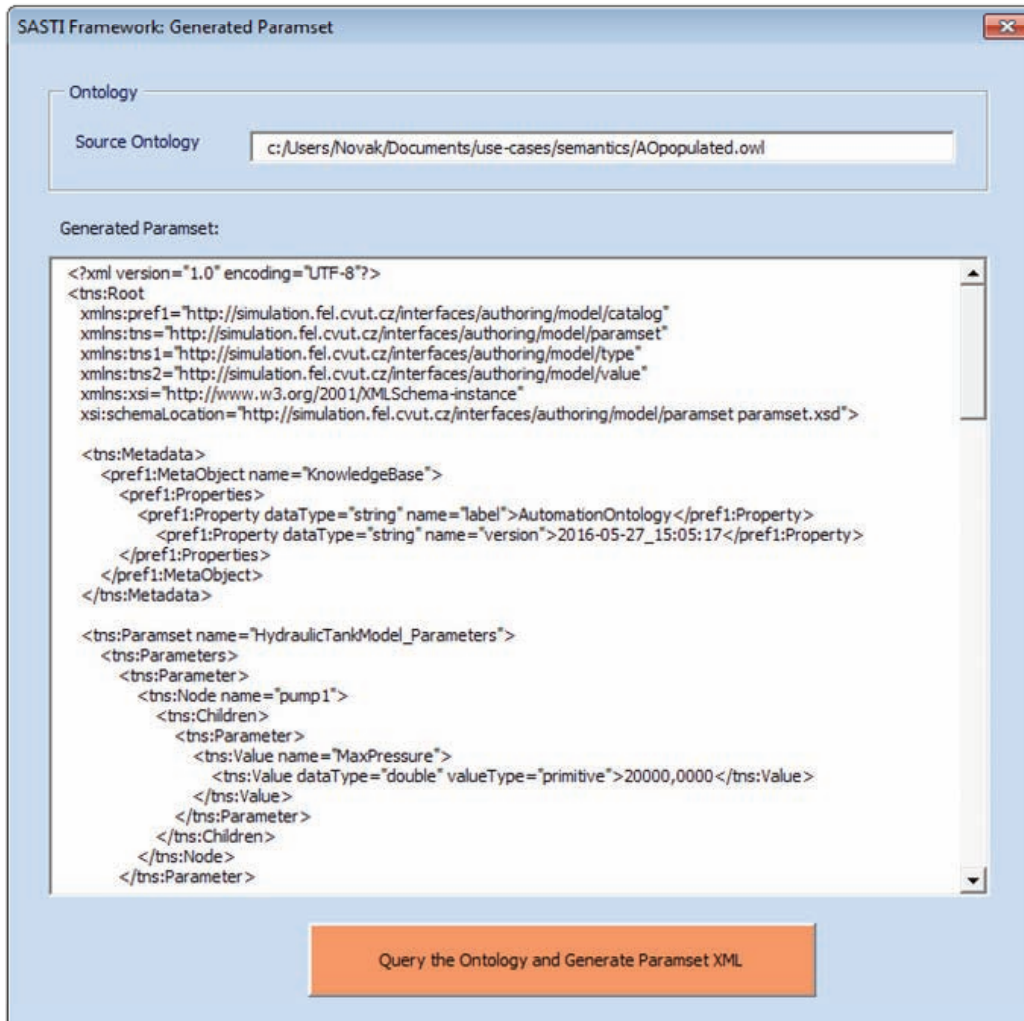 SASTI Framework: Generated Paramset
Ontology
Source Ontology c:/Users/Novak/Documents/use-cases/semantics/AOpopulated.owl
Generated Paramset:
<?xml version="1.0" encoding="UTF-8"?>
<tns:Root
xmlns:pref1="http://simulation.fel.cvut.cz/interfaces/authoring/model/catalog"
xmlns:tns="http://simulation.fel.cvut.cz/interfaces/authoring/model/paramset"
xmlns:tns1="http://simulation.fel.cvut.cz/interfaces/authoring/model/type"
xmlns:tns2="http://simulation.fel.cvut.cz/interfaces/authoring/model/value"
xmlns:xsi="http://www.w3.org/2001/XMLSchema-instance"
xsi:schemaLocation="http://simulation.fel.cvut.cz/interfaces/authoring/model/paramset paramset.xsd">
<tns:Metadata>
<pref1:MetaObject name="KnowledgeBase">
<pref1:Properties>
<pref1:Property dataType="string" name="label">AutomationOntology</pref1:Property>
<pref1:Property dataType="string" name="version">2016-05-27_15:05:17</pref1:Property>
</pref1:Properties>
</pref1:MetaObject>
</tns:Metadata>
<tns:Paramset name="HydraulicTankModel_Parameters">
<tns:Parameters>
<tns:Parameter>
<tns:Node name="pump1">
<tns:Children>
<tns:Parameter>
<tns:Value name="MaxPressure">
<tns:Value dataType="double" valueType="primitive">20000,0000</tns:Value>
</tns:Value>
</tns:Parameter>
</tns:Children>
</tns:Node>
</tns:Parameter>
Query the Ontology and Generate Paramset XML